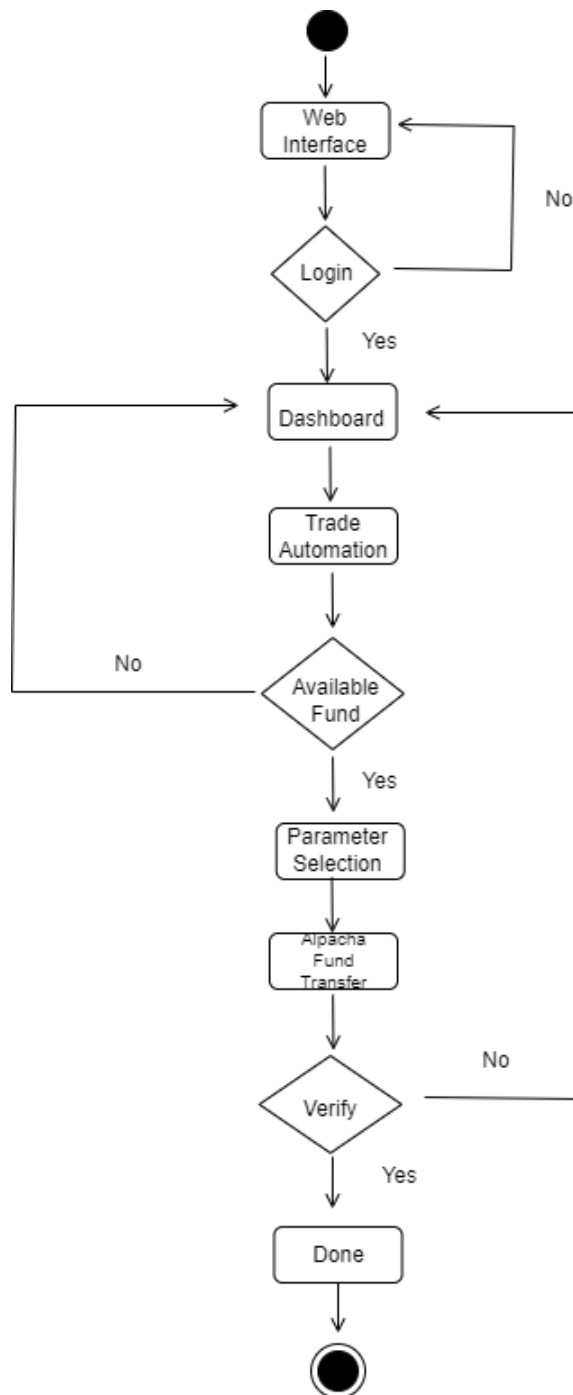 Web
Interface
No
Login
Yes
Dashboard
Trade
Automation
No
Available
Fund
Yes
Parameter
Selection
Alpacha
Fund
Transfer
No
Verify
Yes
Done